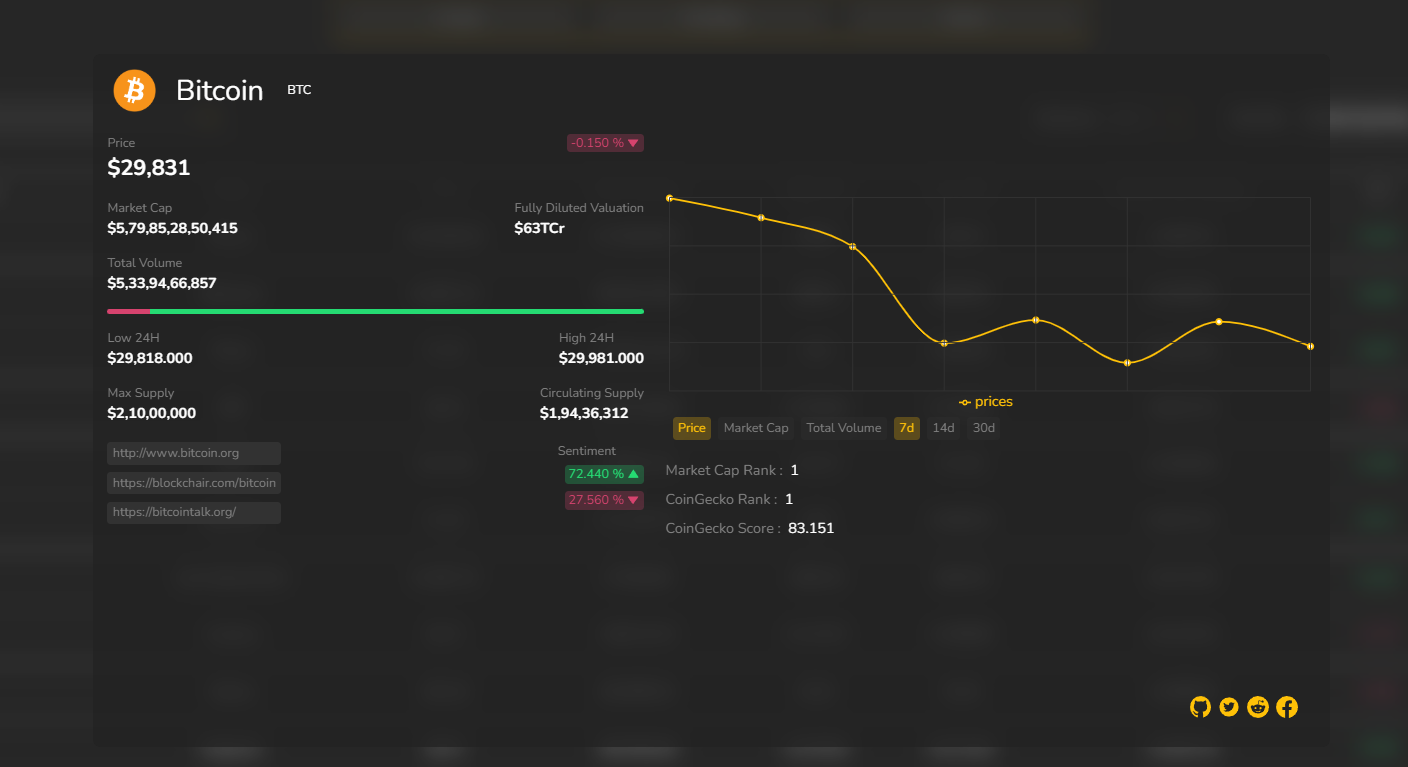 Bitcoin BTC
Price
-0.150 %
$29,831
Market Cap
$5,79,85,28,50,415
Fully Diluted Valuation
$63TCr
Total Volume
$5,33,94,66,857
Low 24H
$29,818.000
High 24H
$29,981.000
Max Supply
$2,10,00,000
Circulating Supply
$1,94,36,312
http://www.bitcoin.org
https://blockchair.com/bitcoin
https://bitcointalk.org/
Sentiment
72.440 %
27.560 %
prices
Price Market Cap Total Volume 7d 14d 30d
Market Cap Rank : 1
CoinGecko Rank : 1
CoinGecko Score : 83.151